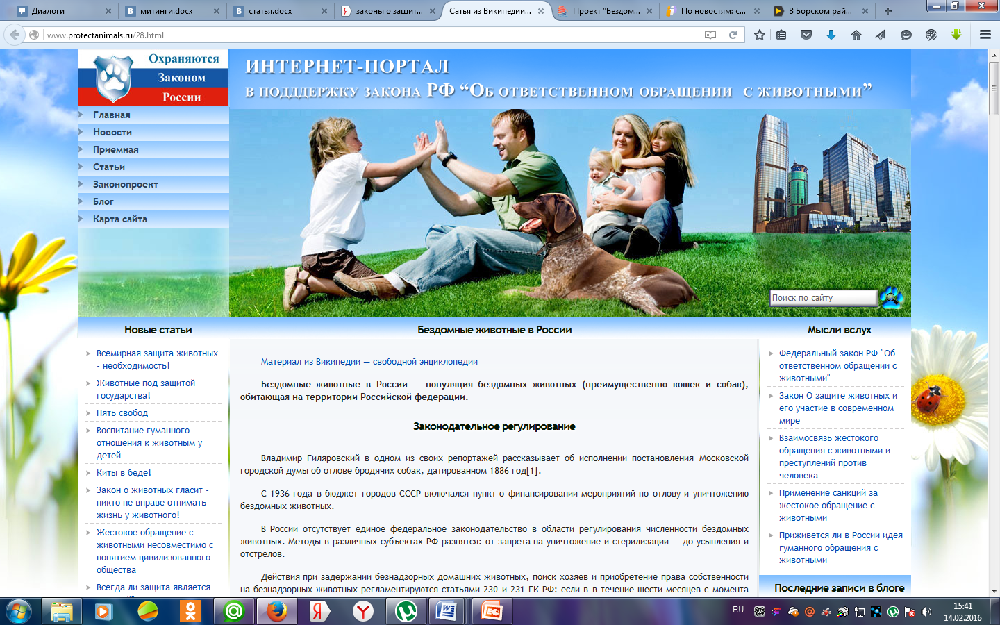 Диалоги
митинги.docx
статья.docx
законы о защит...
Сатья из Википедии...
Проект "Бездом...
По новостям: с...
В Борском рай...
www.protectanimals.ru/28.html
Охраняются
Законом
России
ИНТЕРНЕТ-ПОРТАЛ
в подддержку закона РФ “Об ответственном обращении с животными”
Главная
Новости
Приемная
Статьи
Законопроект
Блог
Карта сайта
Поиск по сайту
Новые статьи
Всемирная защита животных
- необходимость!
Животные под защитой
государства!
Пять свобод
Воспитание гуманного
отношения к животным у
детей
Киты в беде!
Закон о животных гласит -
никто не вправе отнимать
жизнь у животного!
Жестокое обращение с
животными несовместимо с
понятием цивилизованного
общества
Всегда ли защита является
Бездомные животные в России
Материал из Википедии — свободной энциклопедии
Бездомные животные в России — популяция бездомных животных (преимущественно кошек и собак),
обитающая на территории Российской федерации.
Законодательное регулирование
Владимир Гиляровский в одном из своих репортажей рассказывает об исполнении постановления Московской
городской думы об отлове бродячих собак, датированном 1886 год[1].
С 1936 года в бюджет городов СССР включался пункт о финансировании мероприятий по отлову и уничтожению
бездомных животных.
В России отсутствует единое федеральное законодательство в области регулирования численности бездомных
животных. Методы в различных субъектах РФ разнятся: от запрета на уничтожение и стерилизации — до усыпления и
отстрелов.
Действия при задержании безнадзорных домашних животных, поиск хозяев и приобретение права собственности
на безнадзорных животных регламентируются статьями 230 и 231 ГК РФ: если в в течение шести месяцев с момента
Мысли вслух
Федеральный закон РФ "Об
ответственном обращении с
животными"
Закон О защите животных и
его участие в современном
мире
Взаимосвязь жестокого
обращения с животными и
преступлений против
человека
Применение санкций за
жестокое обращение с
животными
Приживется ли в России идея
гуманного обращения с
животными
Последние записи в блоге
RU
15:41
14.02.2016